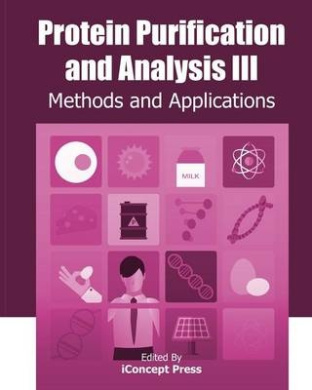 Protein Purification
and Analysis III
Methods and Applications
MILK
Edited By
iConcept Press